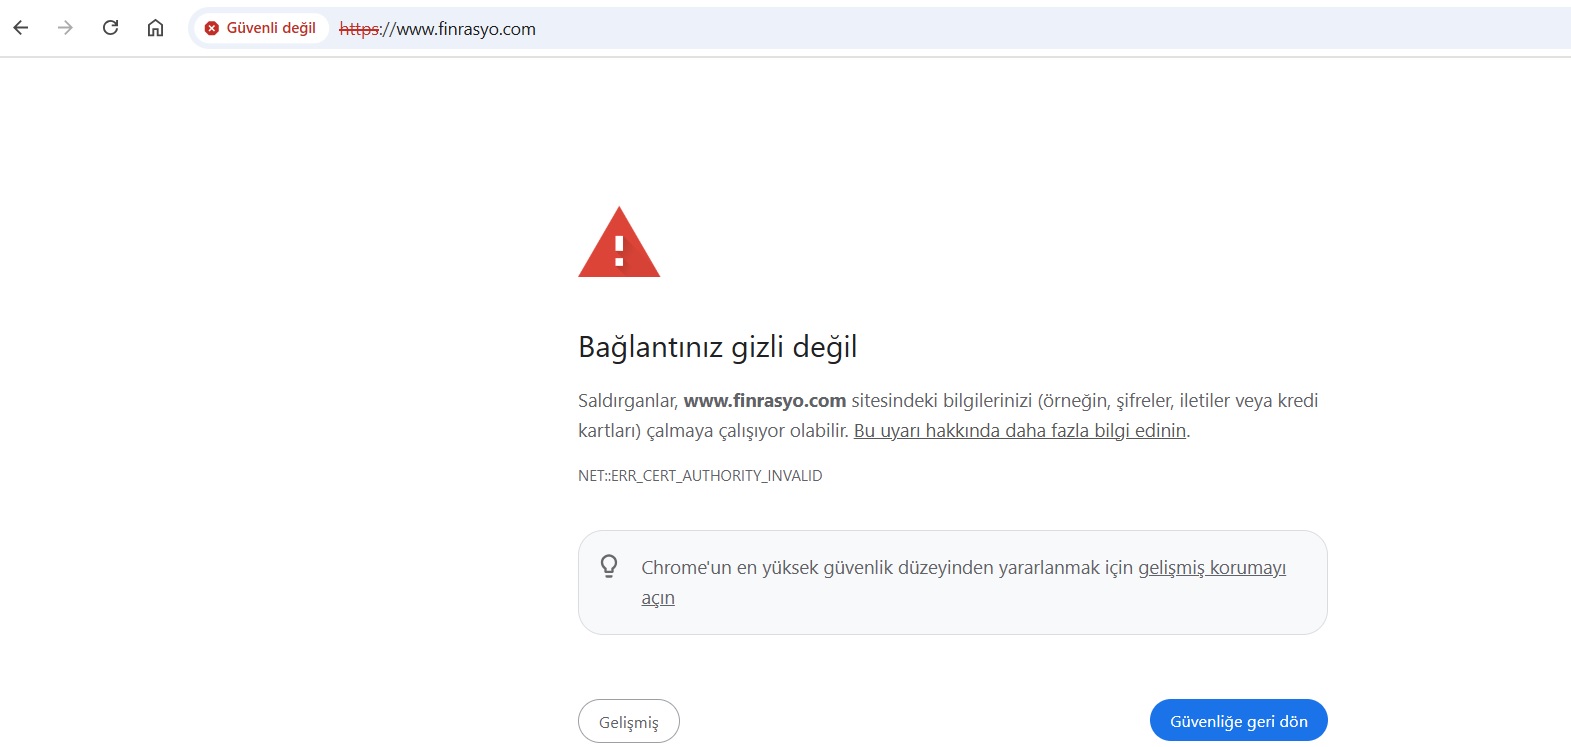 Güvenli değil https://www.finrasyo.com
Bağlantınız gizli değil
Saldırganlar, www.finrasyo.com sitesindeki bilgilerinizi (örneğin, şifreler, iletiler veya kredi
kartları) çalmaya çalışıyor olabilir. Bu uyarı hakkında daha fazla bilgi edinin.
NET::ERR_CERT_AUTHORITY_INVALID
Chrome'un en yüksek güvenlik düzeyinden yararlanmak için gelişmiş korumayı
açın
Gelişmiş
Güvenliğe geri dön